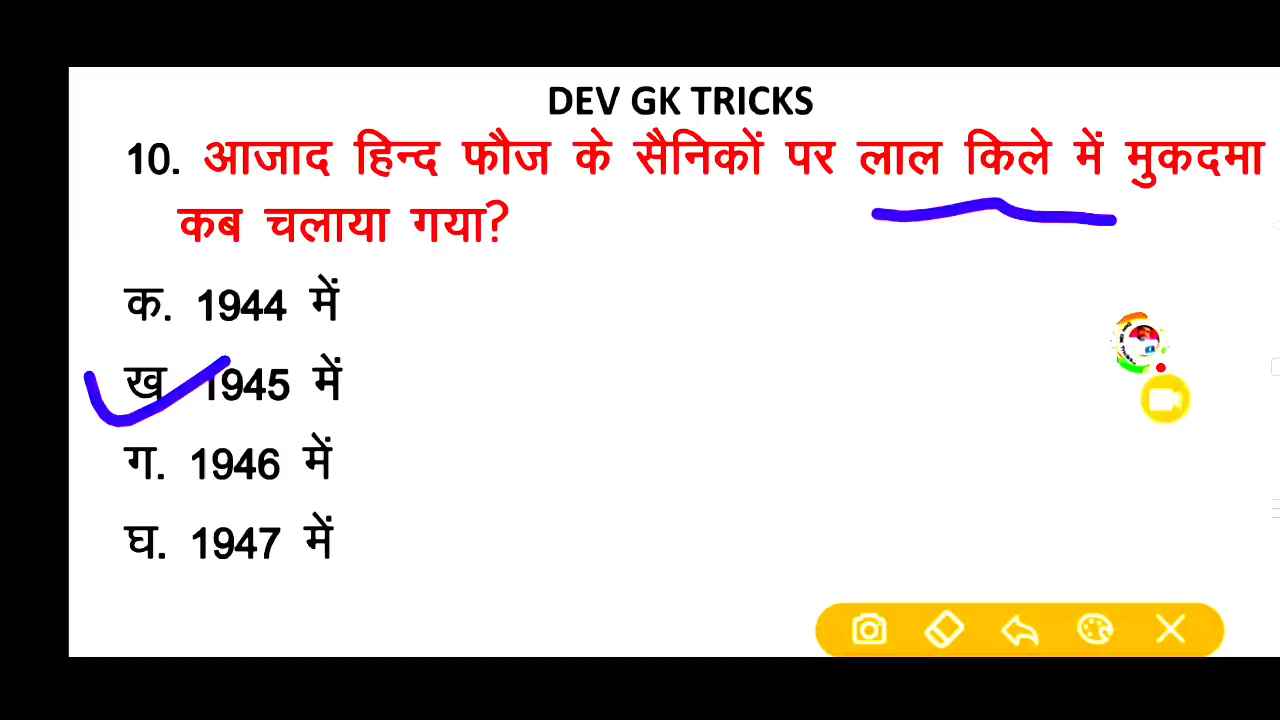 DEV GK TRICKS
10. आजाद हिन्द फौज के सैनिकों पर लाल किले में मुकदमा
कब चलाया गया?
क. 1944 में
ख. 1945 में
ग. 1946 में
घ. 1947 में